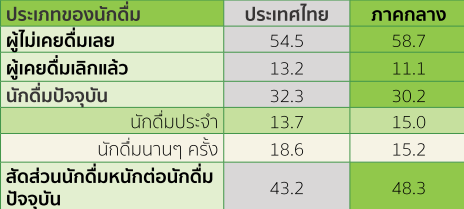 ประเภทของนักดื่ม ประเทศไทย ภาคกลาง
ผู้ไม่เคยดื่มเลย 54.5 58.7
ผู้เคยดื่มเลิกแล้ว 13.2 11.1
นักดื่มปัจจุบัน 32.3 30.2
นักดื่มประจำ 13.7 15.0
นักดื่มนานๆ ครั้ง 18.6 15.2
สัดส่วนนักดื่มหนักต่อนักดื่ม
ปัจจุบัน 43.2 48.3